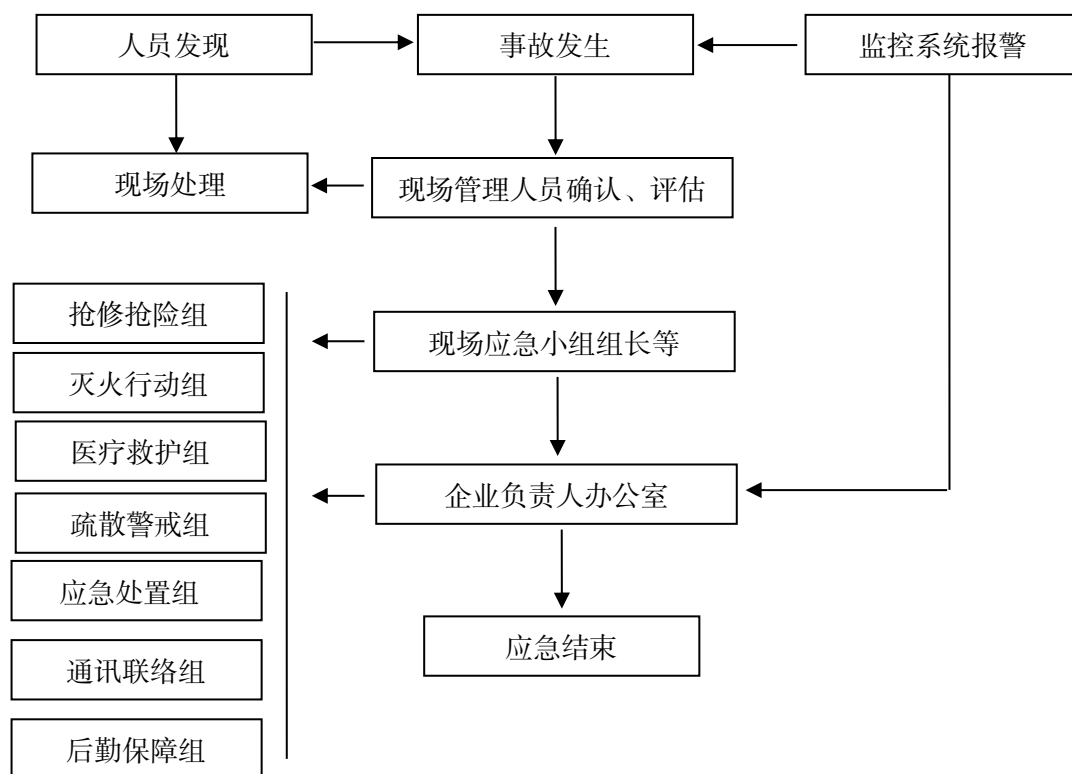 人员发现
事故发生
监控系统报警
现场处理
现场管理人员确认、评估
抢修抢险组
现场应急小组组长等
灭火行动组
医疗救护组
企业负责人办公室
疏散警戒组
应急处置组
应急结束
通讯联络组
后勤保障组